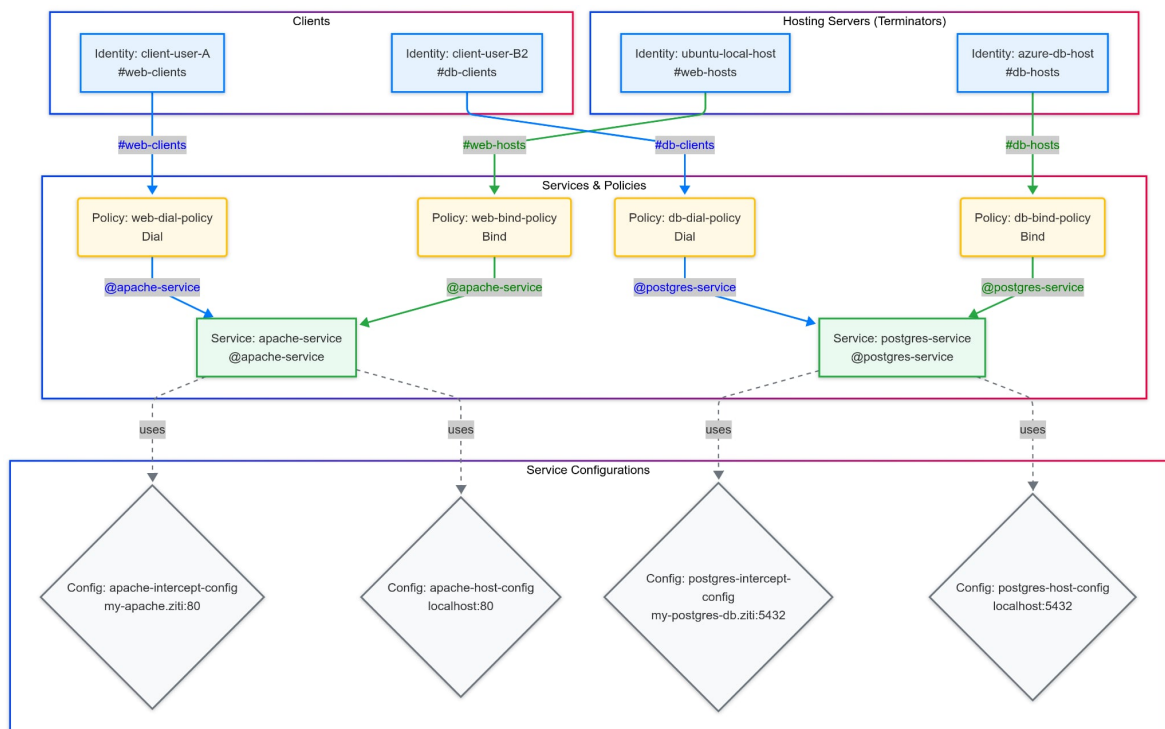 Clients
Hosting Servers (Terminators)
Identity: client-user-A
#web-clients
Identity: client-user-B2
#db-clients
Identity: ubuntu-local-host
#web-hosts
Identity: azure-db-host
#db-hosts
#web-clients
#web-hosts
#db-clients
#db-hosts
Services & Policies
Policy: web-dial-policy
Dial
Policy: web-bind-policy
Bind
Policy: db-dial-policy
Dial
Policy: db-bind-policy
Bind
@apache-service
@apache-service
@postgres-service
@postgres-service
Service: apache-service
@apache-service
Service: postgres-service
@postgres-service
uses
uses
uses
uses
Service Configurations
Config: apache-intercept-config
my-apache.ziti:80
Config: apache-host-config
localhost:80
Config: postgres-intercept-
config
my-postgres-db.ziti:5432
Config: postgres-host-config
localhost:5432